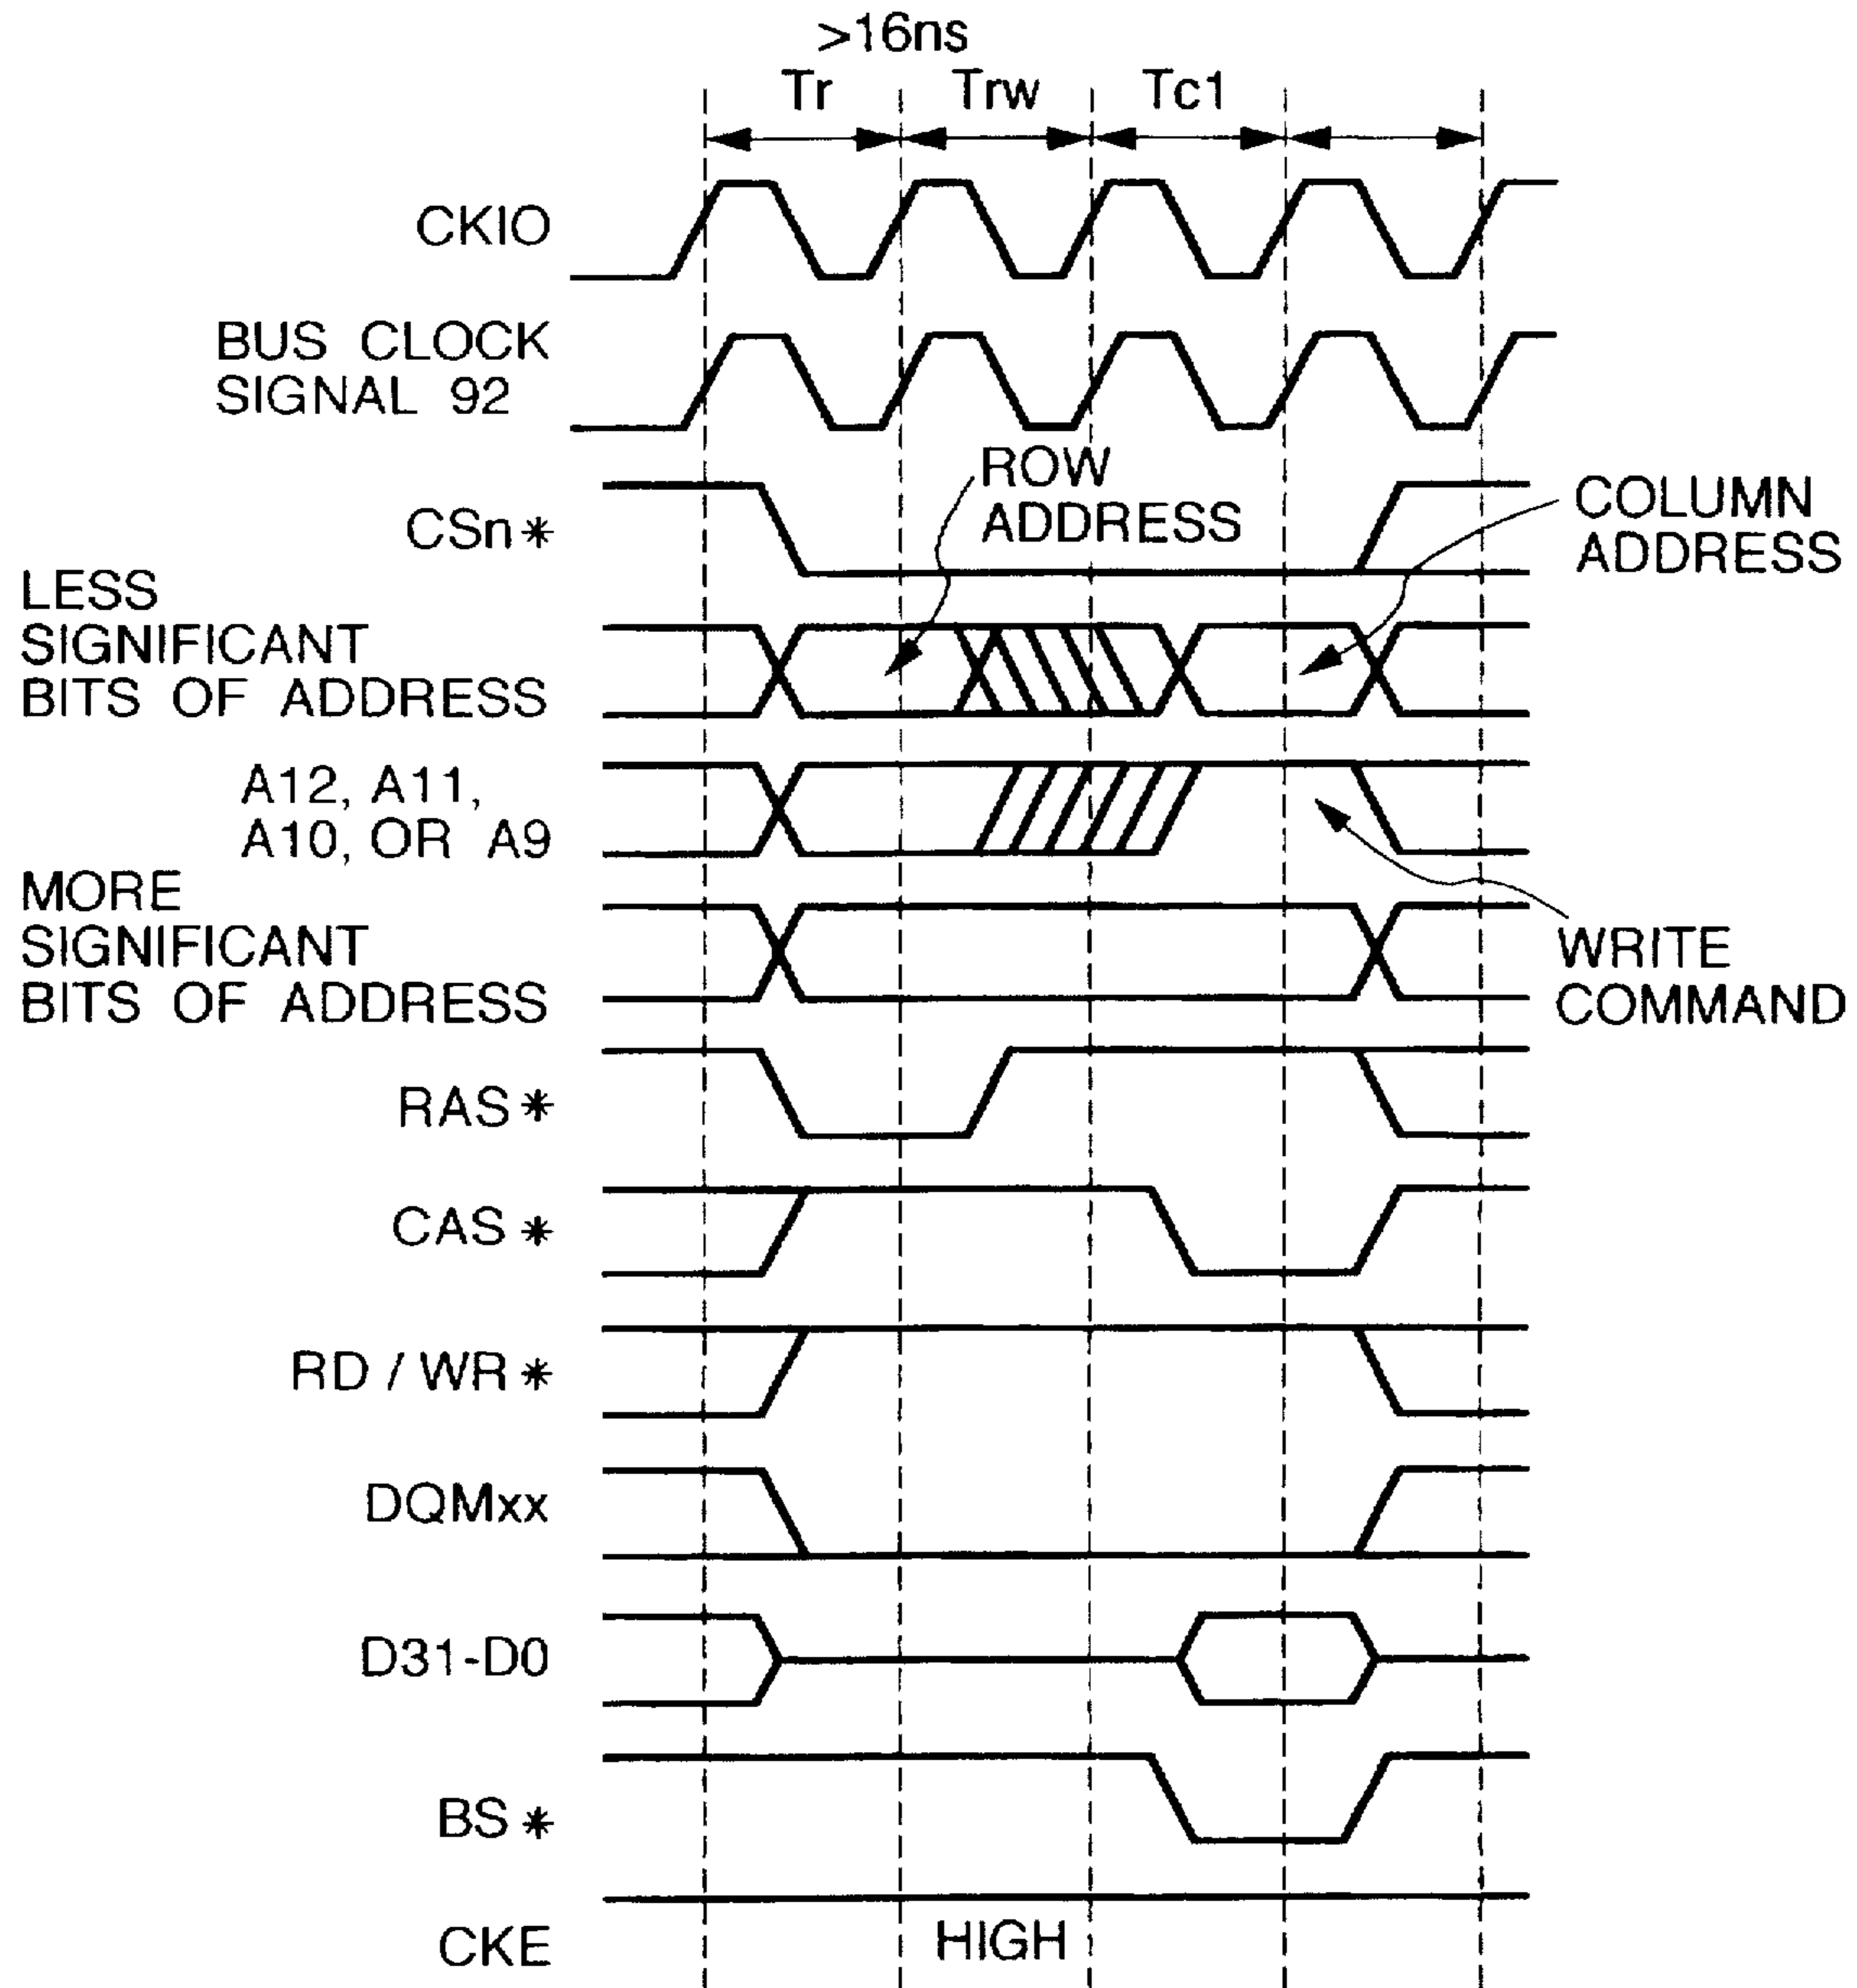 >16ns
Tr Trw Tc1
CKIO
BUS CLOCK
SIGNAL 92
ROW
ADDRESS
COLUMN
ADDRESS
CSn*
LESS
SIGNIFICANT
BITS OF ADDRESS
A12, A11,
A10, OR A9
MORE
SIGNIFICANT
BITS OF ADDRESS
WRITE
COMMAND
RAS*
CAS*
RD / WR*
DQMxx
D31-D0
BS*
CKE
HIGH